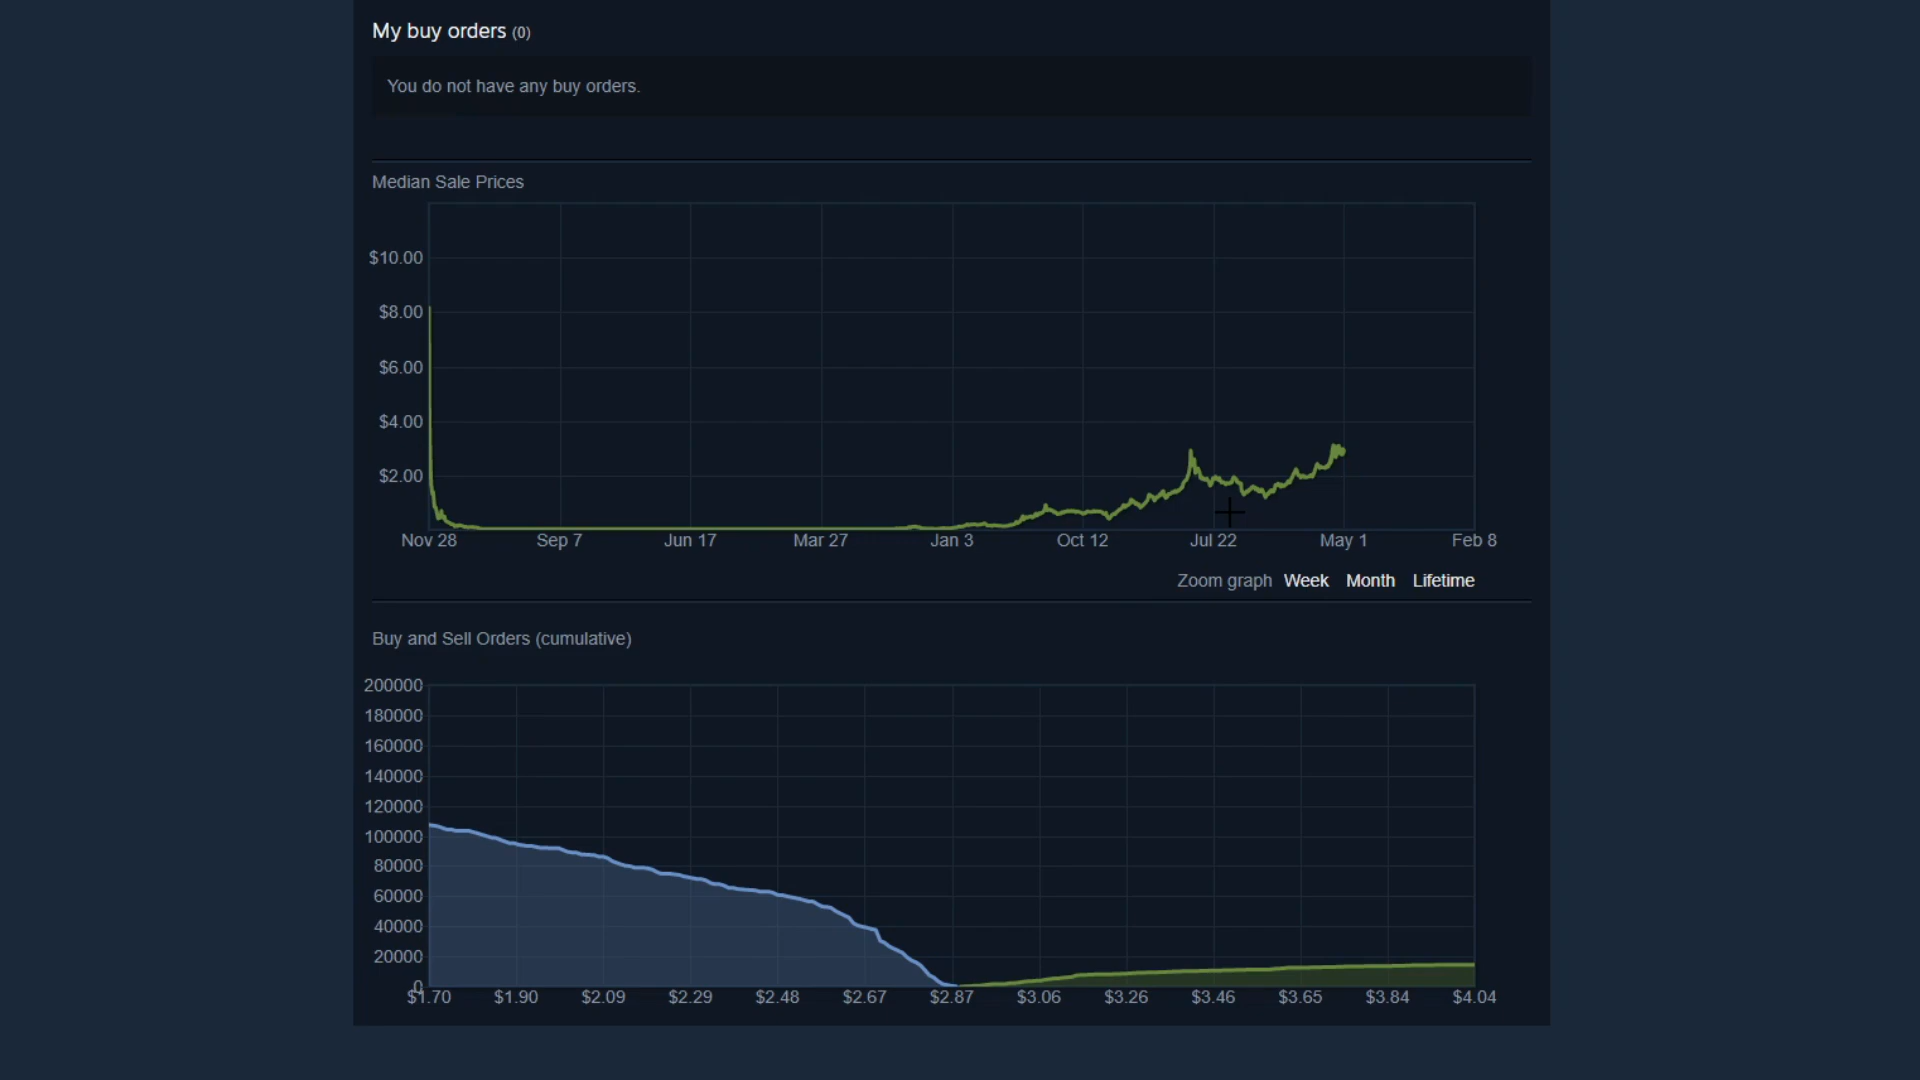 My buy orders (0)
You do not have any buy orders.
Median Sale Prices
$10.00
$8.00
$6.00
$4.00
$2.00
Nov 28 Sep 7 Jun 17 Mar 27 Jan 3 Oct 12 Jul 22 May 1 Feb 8
Zoom graph Week Month Lifetime
Buy and Sell Orders (cumulative)
200000
180000
160000
140000
120000
100000
80000
60000
40000
20000
0
$1.70 $1.90 $2.09 $2.29 $2.48 $2.67 $2.87 $3.06 $3.26 $3.46 $3.65 $3.84 $4.04